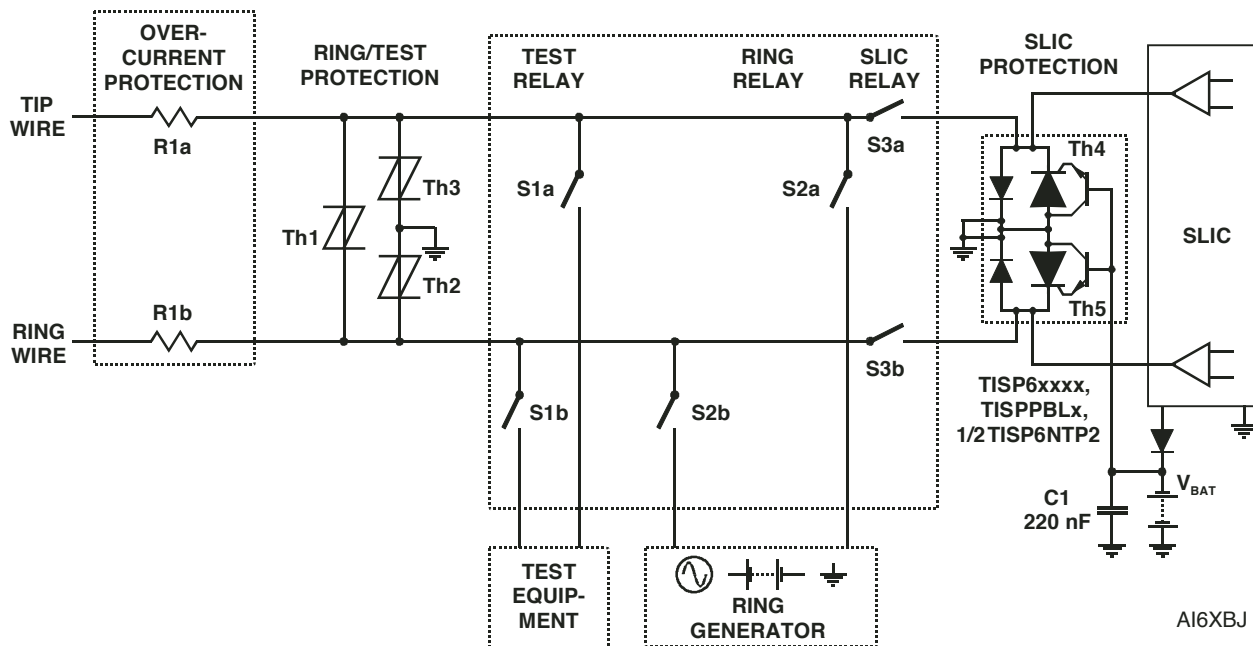 OVER-
CURRENT
PROTECTION
RING/TEST
PROTECTION
TEST
RELAY
RING
RELAY
SLIC
RELAY
SLIC
PROTECTION
TIP
WIRE
R1a
Th3
Th1
Th2
S1a
S2a
S3a
Th4
SLIC
Th5
RING
WIRE
R1b
S3b
S1b
S2b
TISP6xxxx,
TISPPBLx,
1/2 TISP6NTP2
C1
220 nF
VBAT
TEST
EQUIP-
MENT
RING
GENERATOR
AI6XBJ